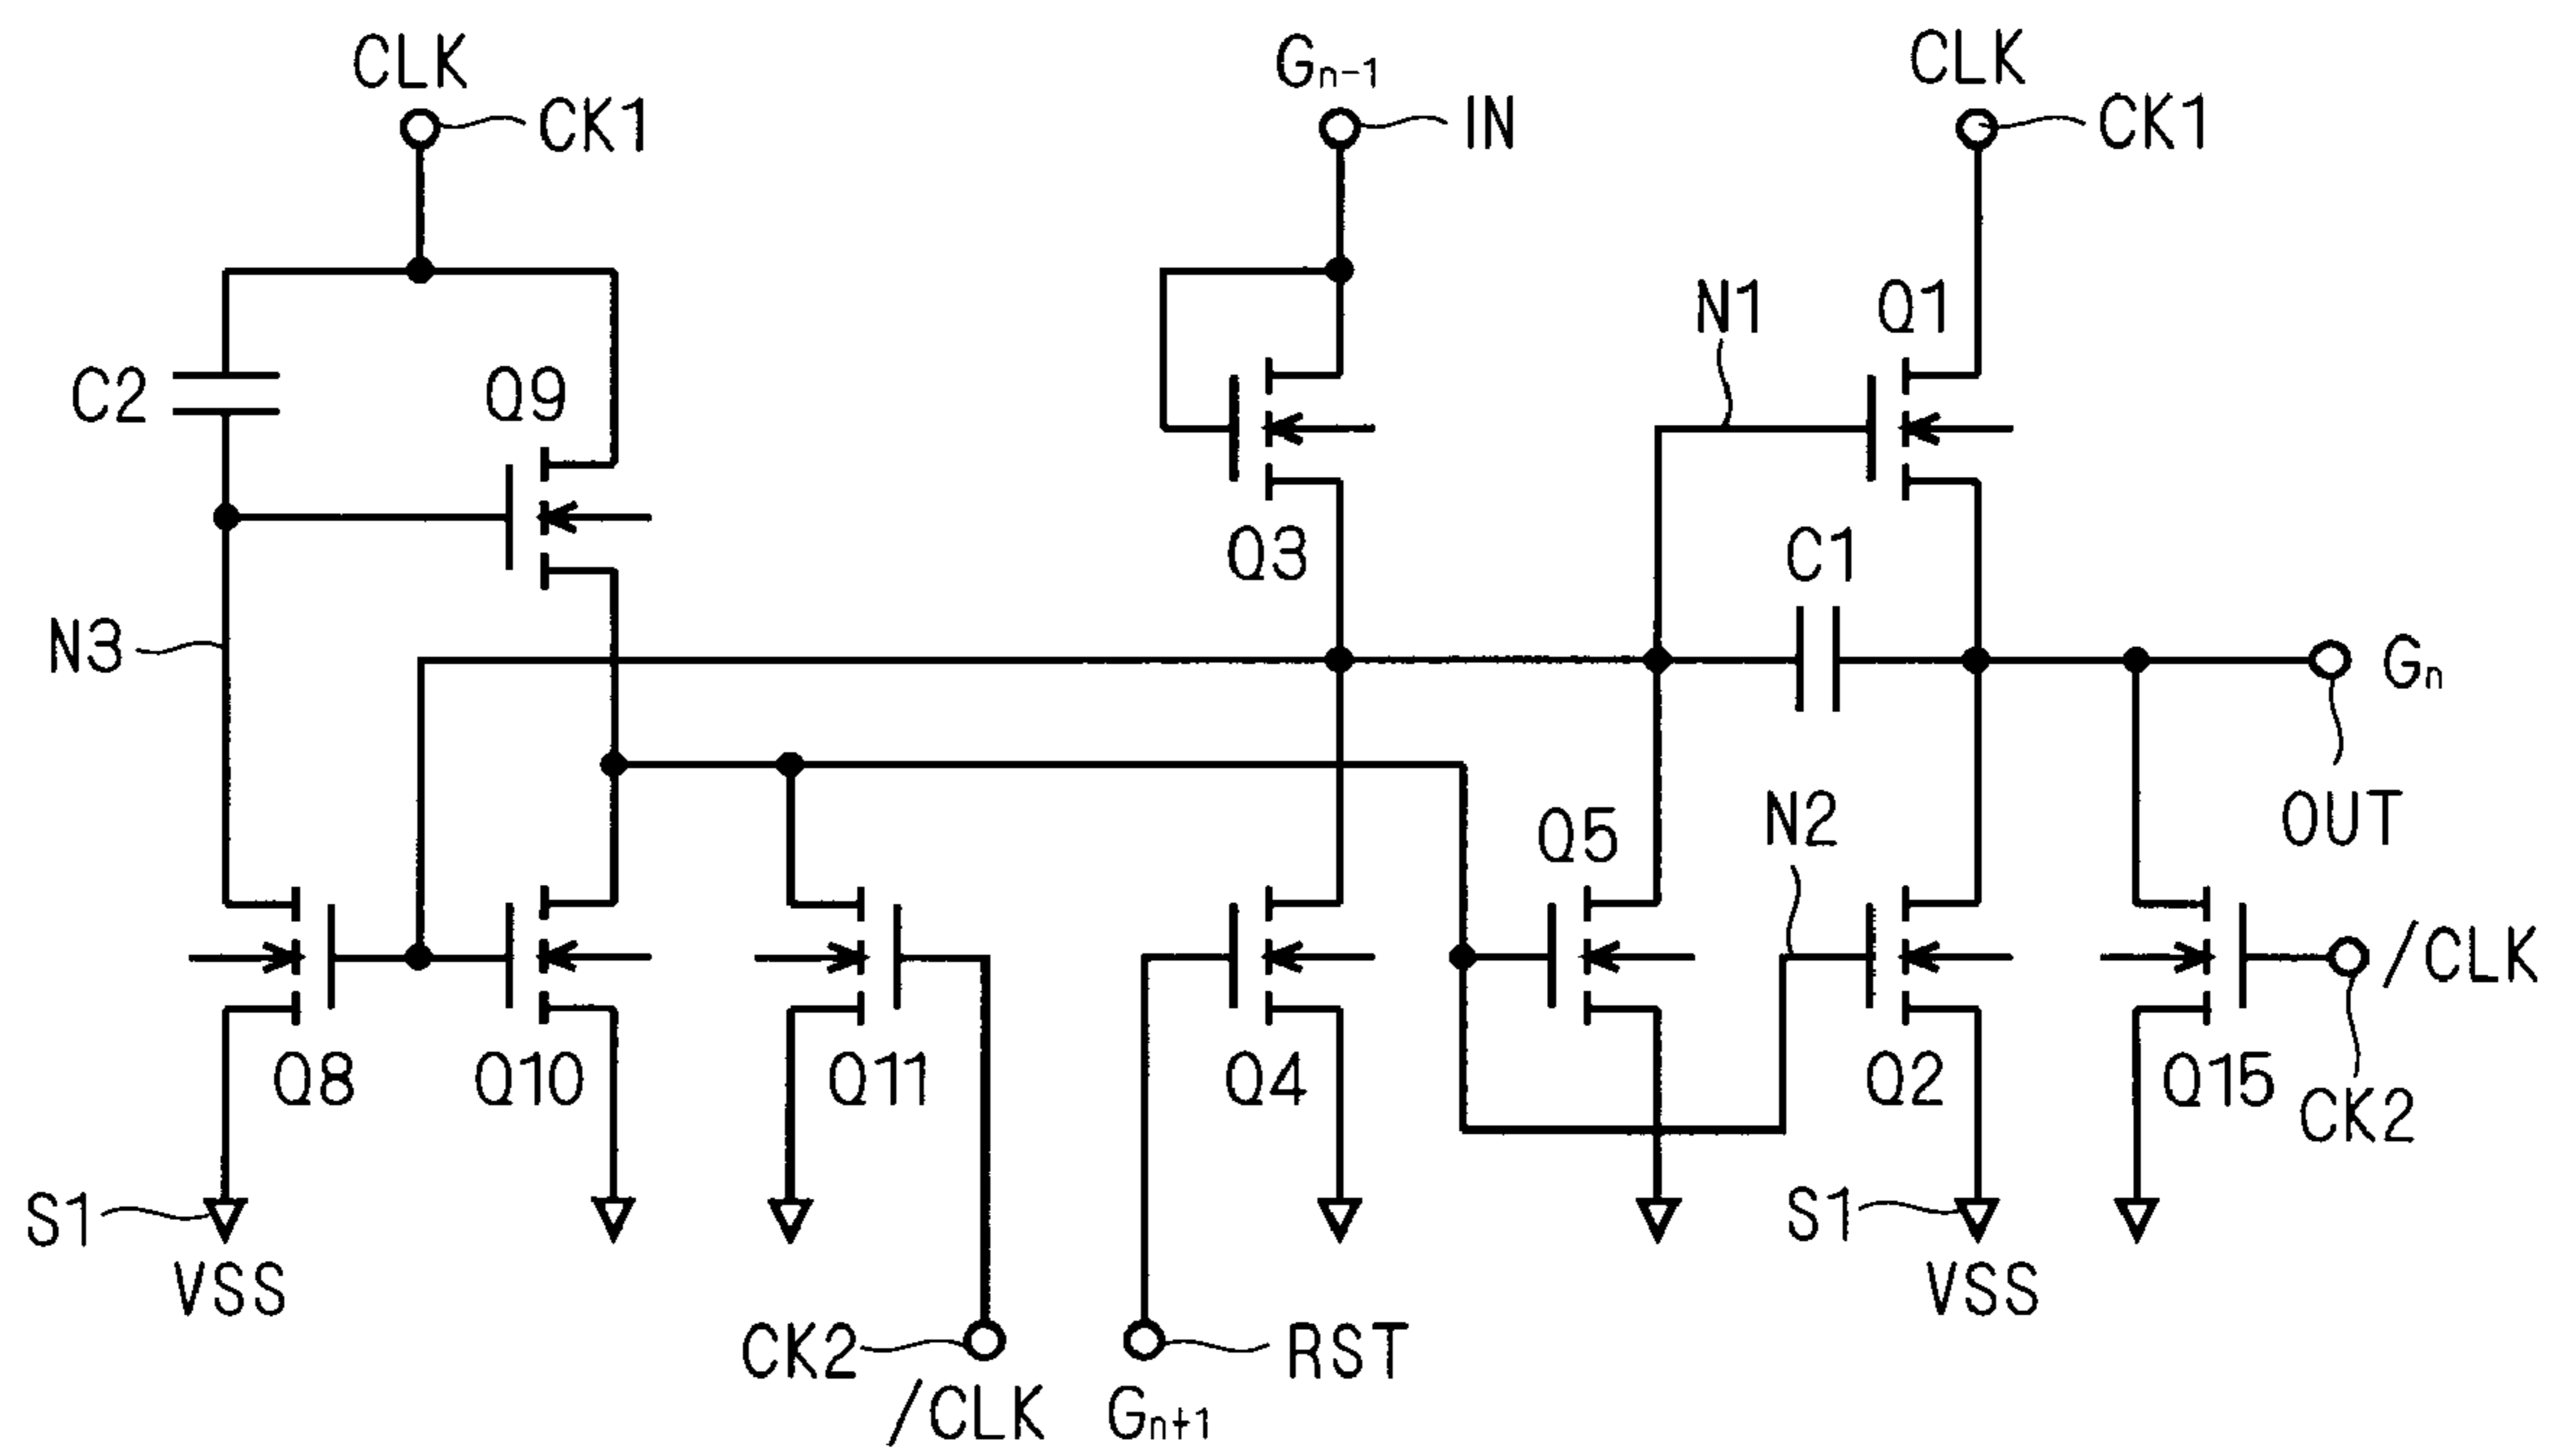 CLK
CK1
Gn-1
IN
CLK
CK1
C2
Q9
N1
Q1
Q3
C1
N3
Gn
OUT
Q5
N2
/CLK
Q8
Q10
Q11
Q4
Q2
Q15
CK2
S1
VSS
S1
VSS
CK2
RST
/CLK
Gn+1